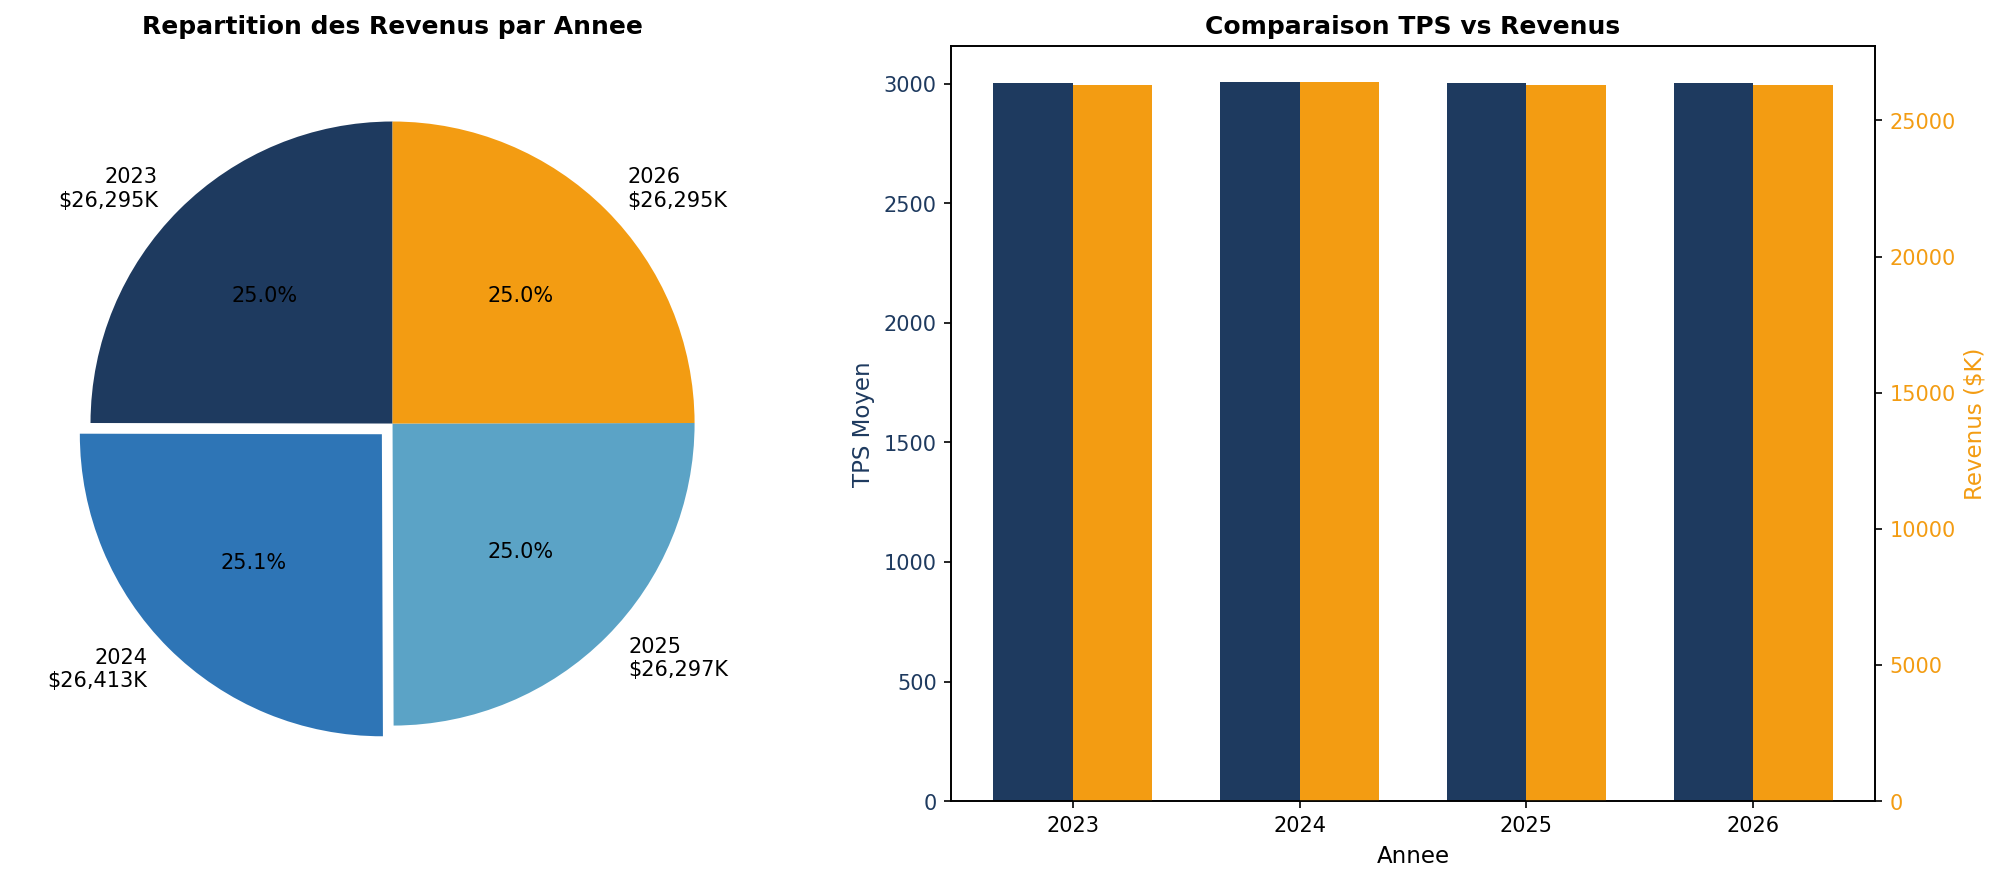 Repartition des Revenus par Annee
2023
$26,295K
2026
$26,295K
25.0%
25.0%
25.1%
25.0%
2024
$26,413K
2025
$26,297K
Comparaison TPS vs Revenus
TPS Moyen
3000
2500
2000
1500
1000
500
0
25000
20000
15000
10000
5000
0
Revenus ($K)
2023
2024
2025
2026
Annee